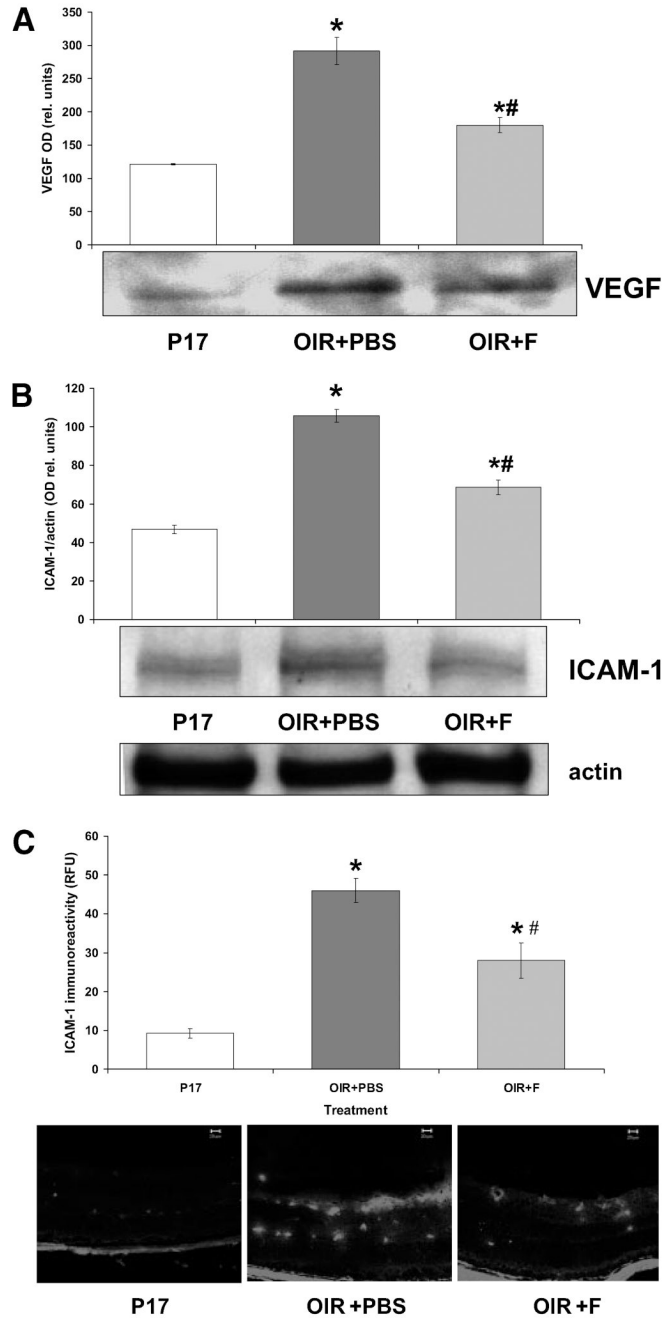 A
VEGF OD (rel. units)
350
300
250
200
150
100
50
0
*
*#
VEGF
P17 OIR+PBS OIR+F
B
ICAM-1/actin (OD rel. units)
120
100
80
60
40
20
0
*
*#
ICAM-1
P17 OIR+PBS OIR+F
actin
C
ICAM-1 immunoreactivity (RFU)
60
50
40
30
20
10
0
*
* #
P17 OIR+PBS OIR+F
Treatment
P17 OIR+PBS OIR+F